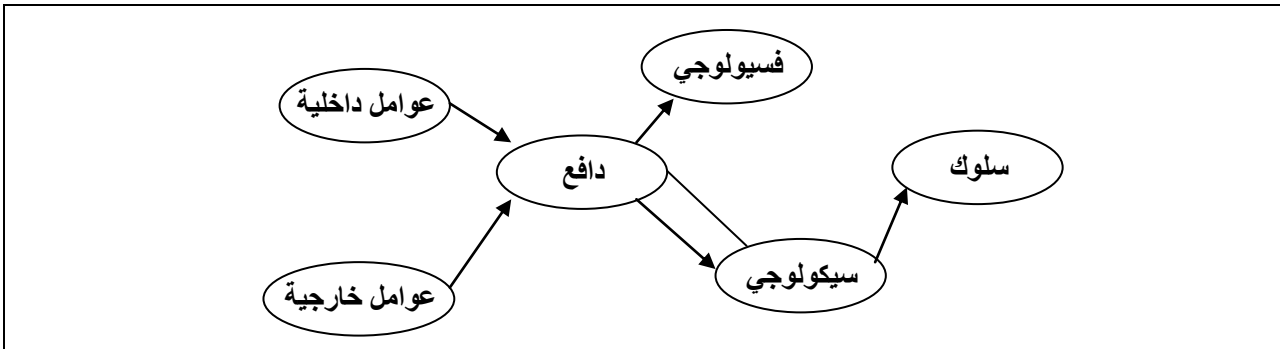 فسيولوجي
عوامل داخلية
دافع
سلوك
سيكولوجي
عوامل خارجية